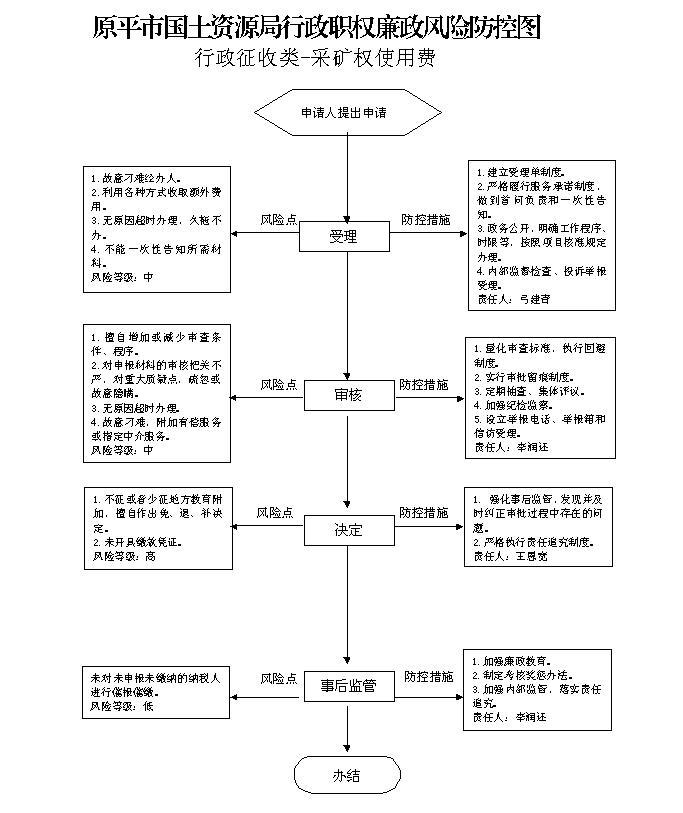 原平市国土资源局行政职权廉政风险防控图
行政征收类-采矿权使用费
申请人提出申请
1. 故意刁难经办人。
2. 利用各种方式收取额外费
用。
3. 无原因超时办理，久拖不
办。
4. 不能一次性告知所需材
料。
风险等级：中
风险点
受理
防控措施
1. 建立受理单制度。
2. 严格履行服务承诺制度，
做到首问负责和一次性告
知。
3. 政务公开，明确工作程序、
时限等，按照项目核准规定
办理。
4. 内部监督检查、投诉举报
受理。
责任人：弓建青
1. 擅自增加或减少审查条
件、程序。
2. 对申报材料的审核把关不
严，对重大质疑点，疏忽或
故意隐瞒。
3. 无原因超时办理。
4. 故意刁难，附加有偿服务
或指定中介服务。
风险等级：中
风险点
审核
防控措施
1. 量化审查标准，执行回避
制度。
2. 实行审批留痕制度。
3. 定期抽查、集体评议。
4. 加强纪检监察。
5. 设立举报电话、举报箱和
信访受理。
责任人：李润还
1. 不征或者少征地方教育附
加，擅自作出免、退、补决
定。
2. 未开具缴款凭证。
风险等级：高
风险点
决定
防控措施
1. 强化事后监管，发现并及
时纠正审批过程中存在的问
题。
2. 严格执行责任追究制度。
责任人：王恩宽
未对未申报未缴纳的纳税人
进行催报催缴。
风险等级：低
风险点
事后监管
防控措施
1. 加强廉政教育。
2. 制定考核奖惩办法。
3. 加强内部监管，落实责任
追究。
责任人：李润还
办结